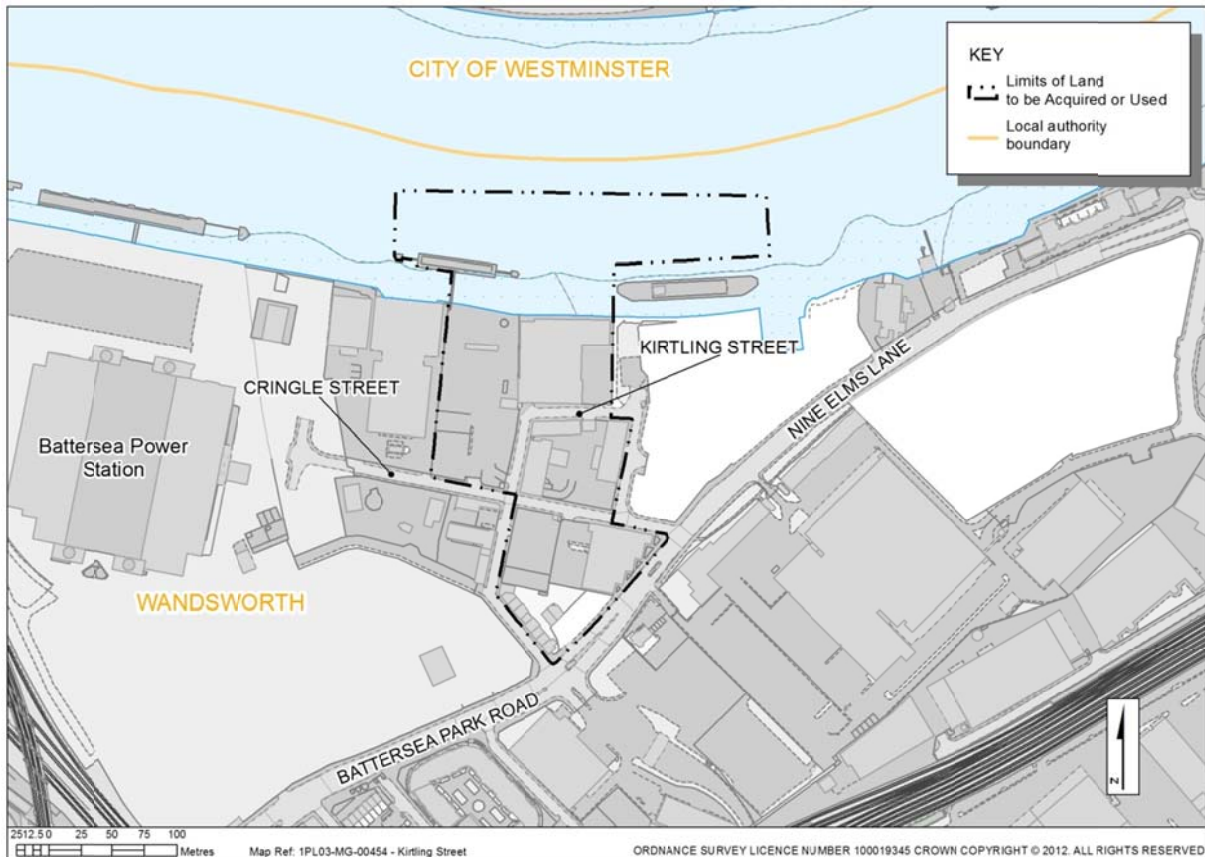 CITY OF WESTMINSTER
KEY
Limits of Land
to be Acquired or Used
Local authority
boundary
KIRTLING STREET
CRINGLE STREET
NINE ELMS LANE
Battersea Power
Station
WANDSWORTH
BATTERSEA PARK ROAD
N
25 12.5 0 25 50 75 100
Metres
Map Ref: 1PL03-MG-00454 - Kirtling Street
ORDNANCE SURVEY LICENCE NUMBER 100019345 CROWN COPYRIGHT © 2012. ALL RIGHTS RESERVED